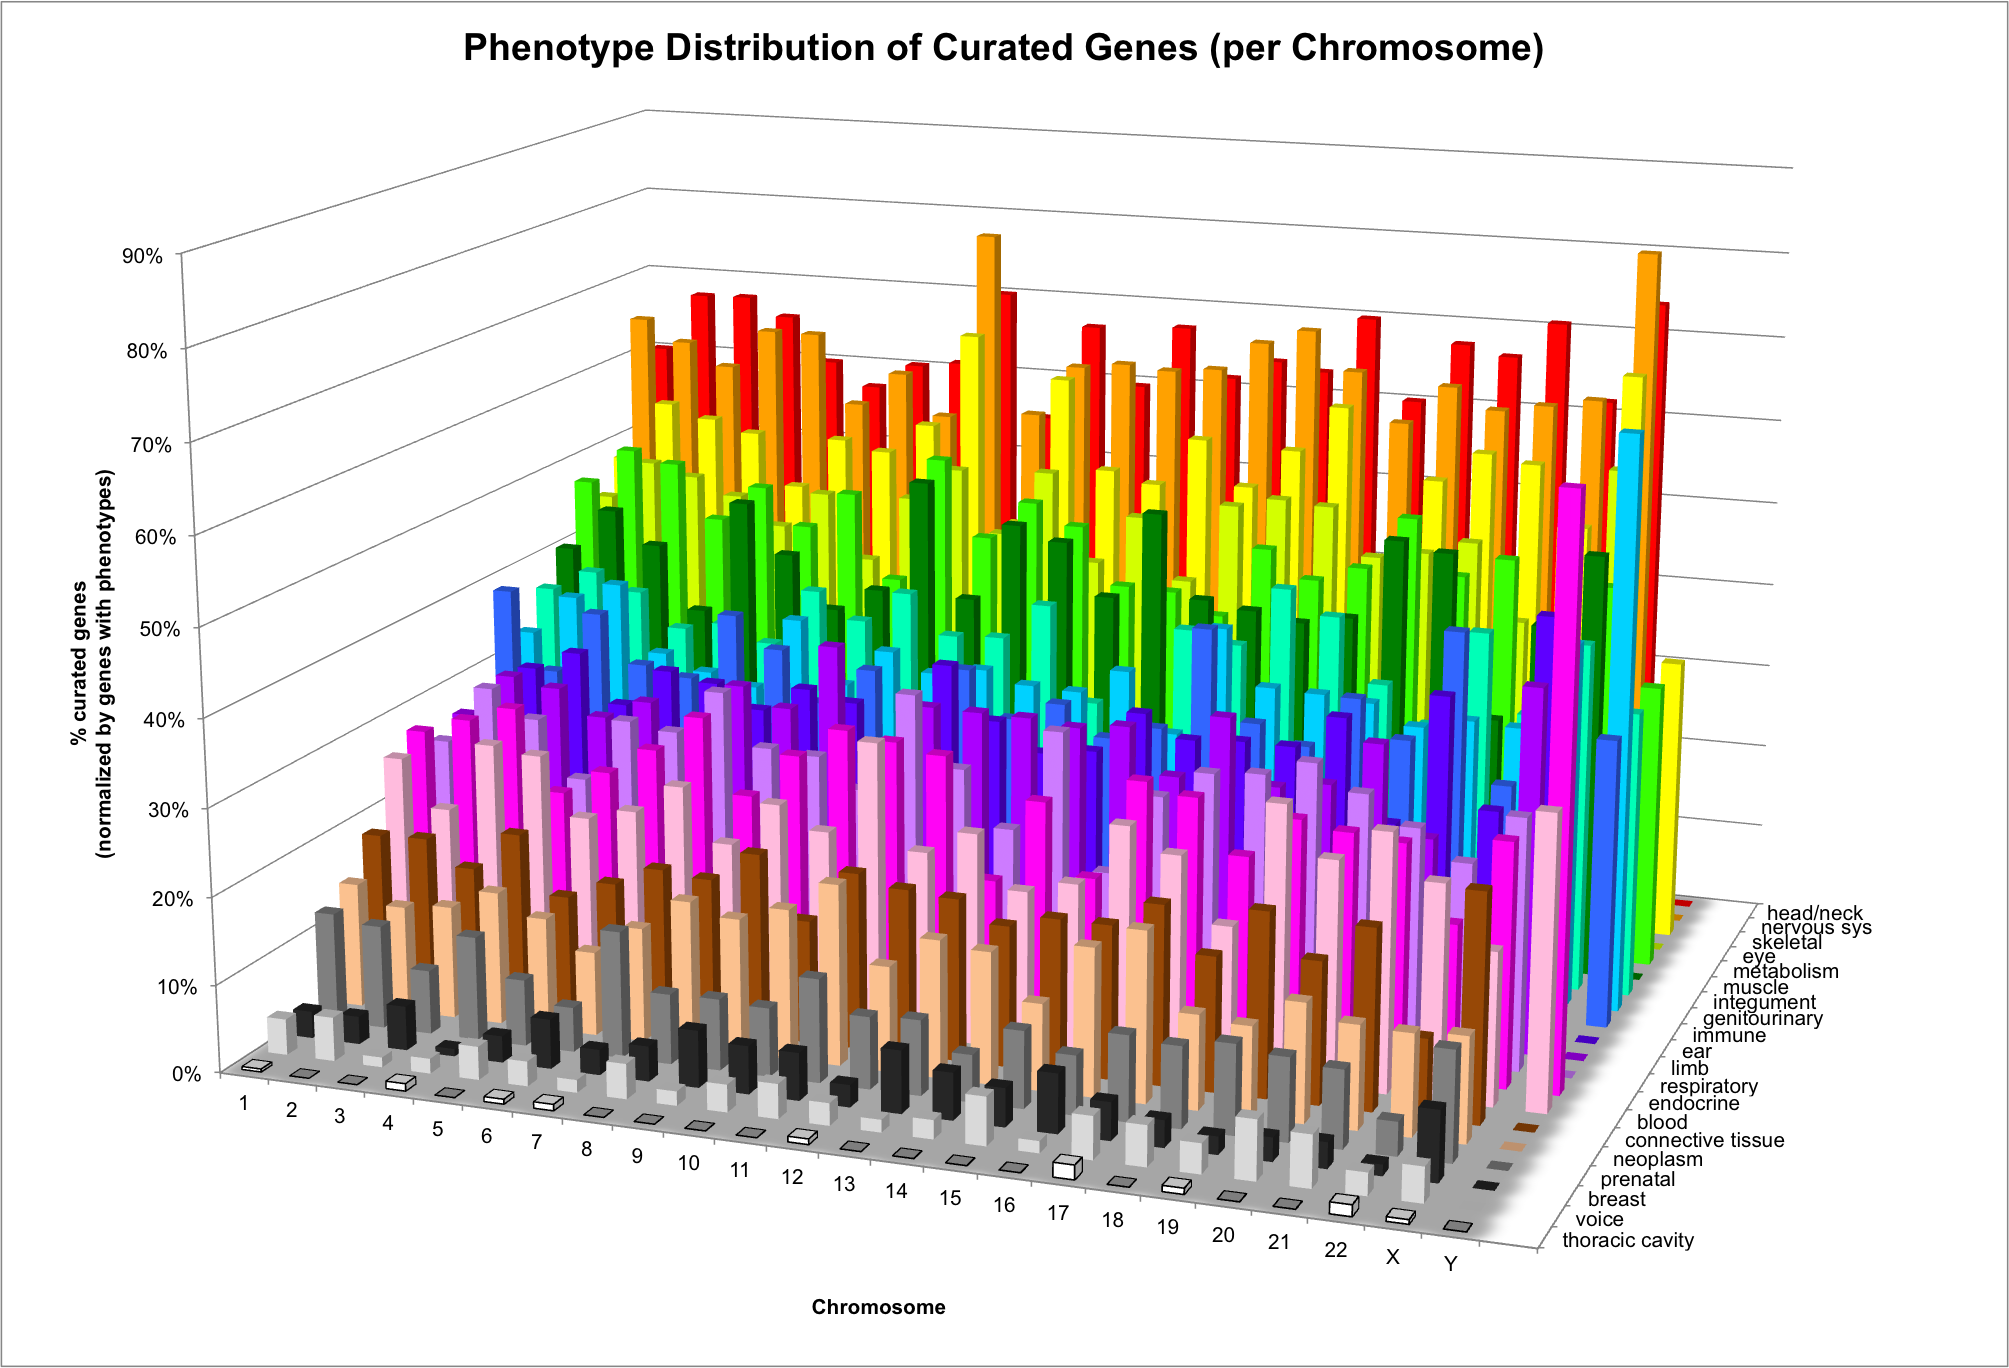 Phenotype Distribution of Curated Genes (per Chromosome)
90%
80%
70%
60%
50%
40%
30%
20%
10%
0%
% curated genes
(normalized by genes with phenotypes)
1
2
3
4
5
6
7
8
9
10
11
12
13
14
15
16
17
18
19
20
21
22
X
Y
Chromosome
head/neck
nervous sys
skeletal
eye
metabolism
muscle
integument
genitourinary
immune
ear
limb
respiratory
endocrine
blood
connective tissue
neoplasm
prenatal
breast
voice
thoracic cavity